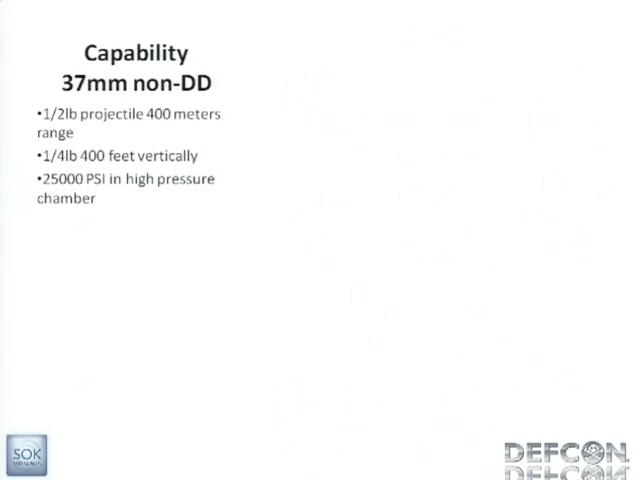 Capability
37mm non-DD
•1/2lb projectile 400 meters
range
•1/4lb 400 feet vertically
•25000 PSI in high pressure
chamber
SOK
DEFCON